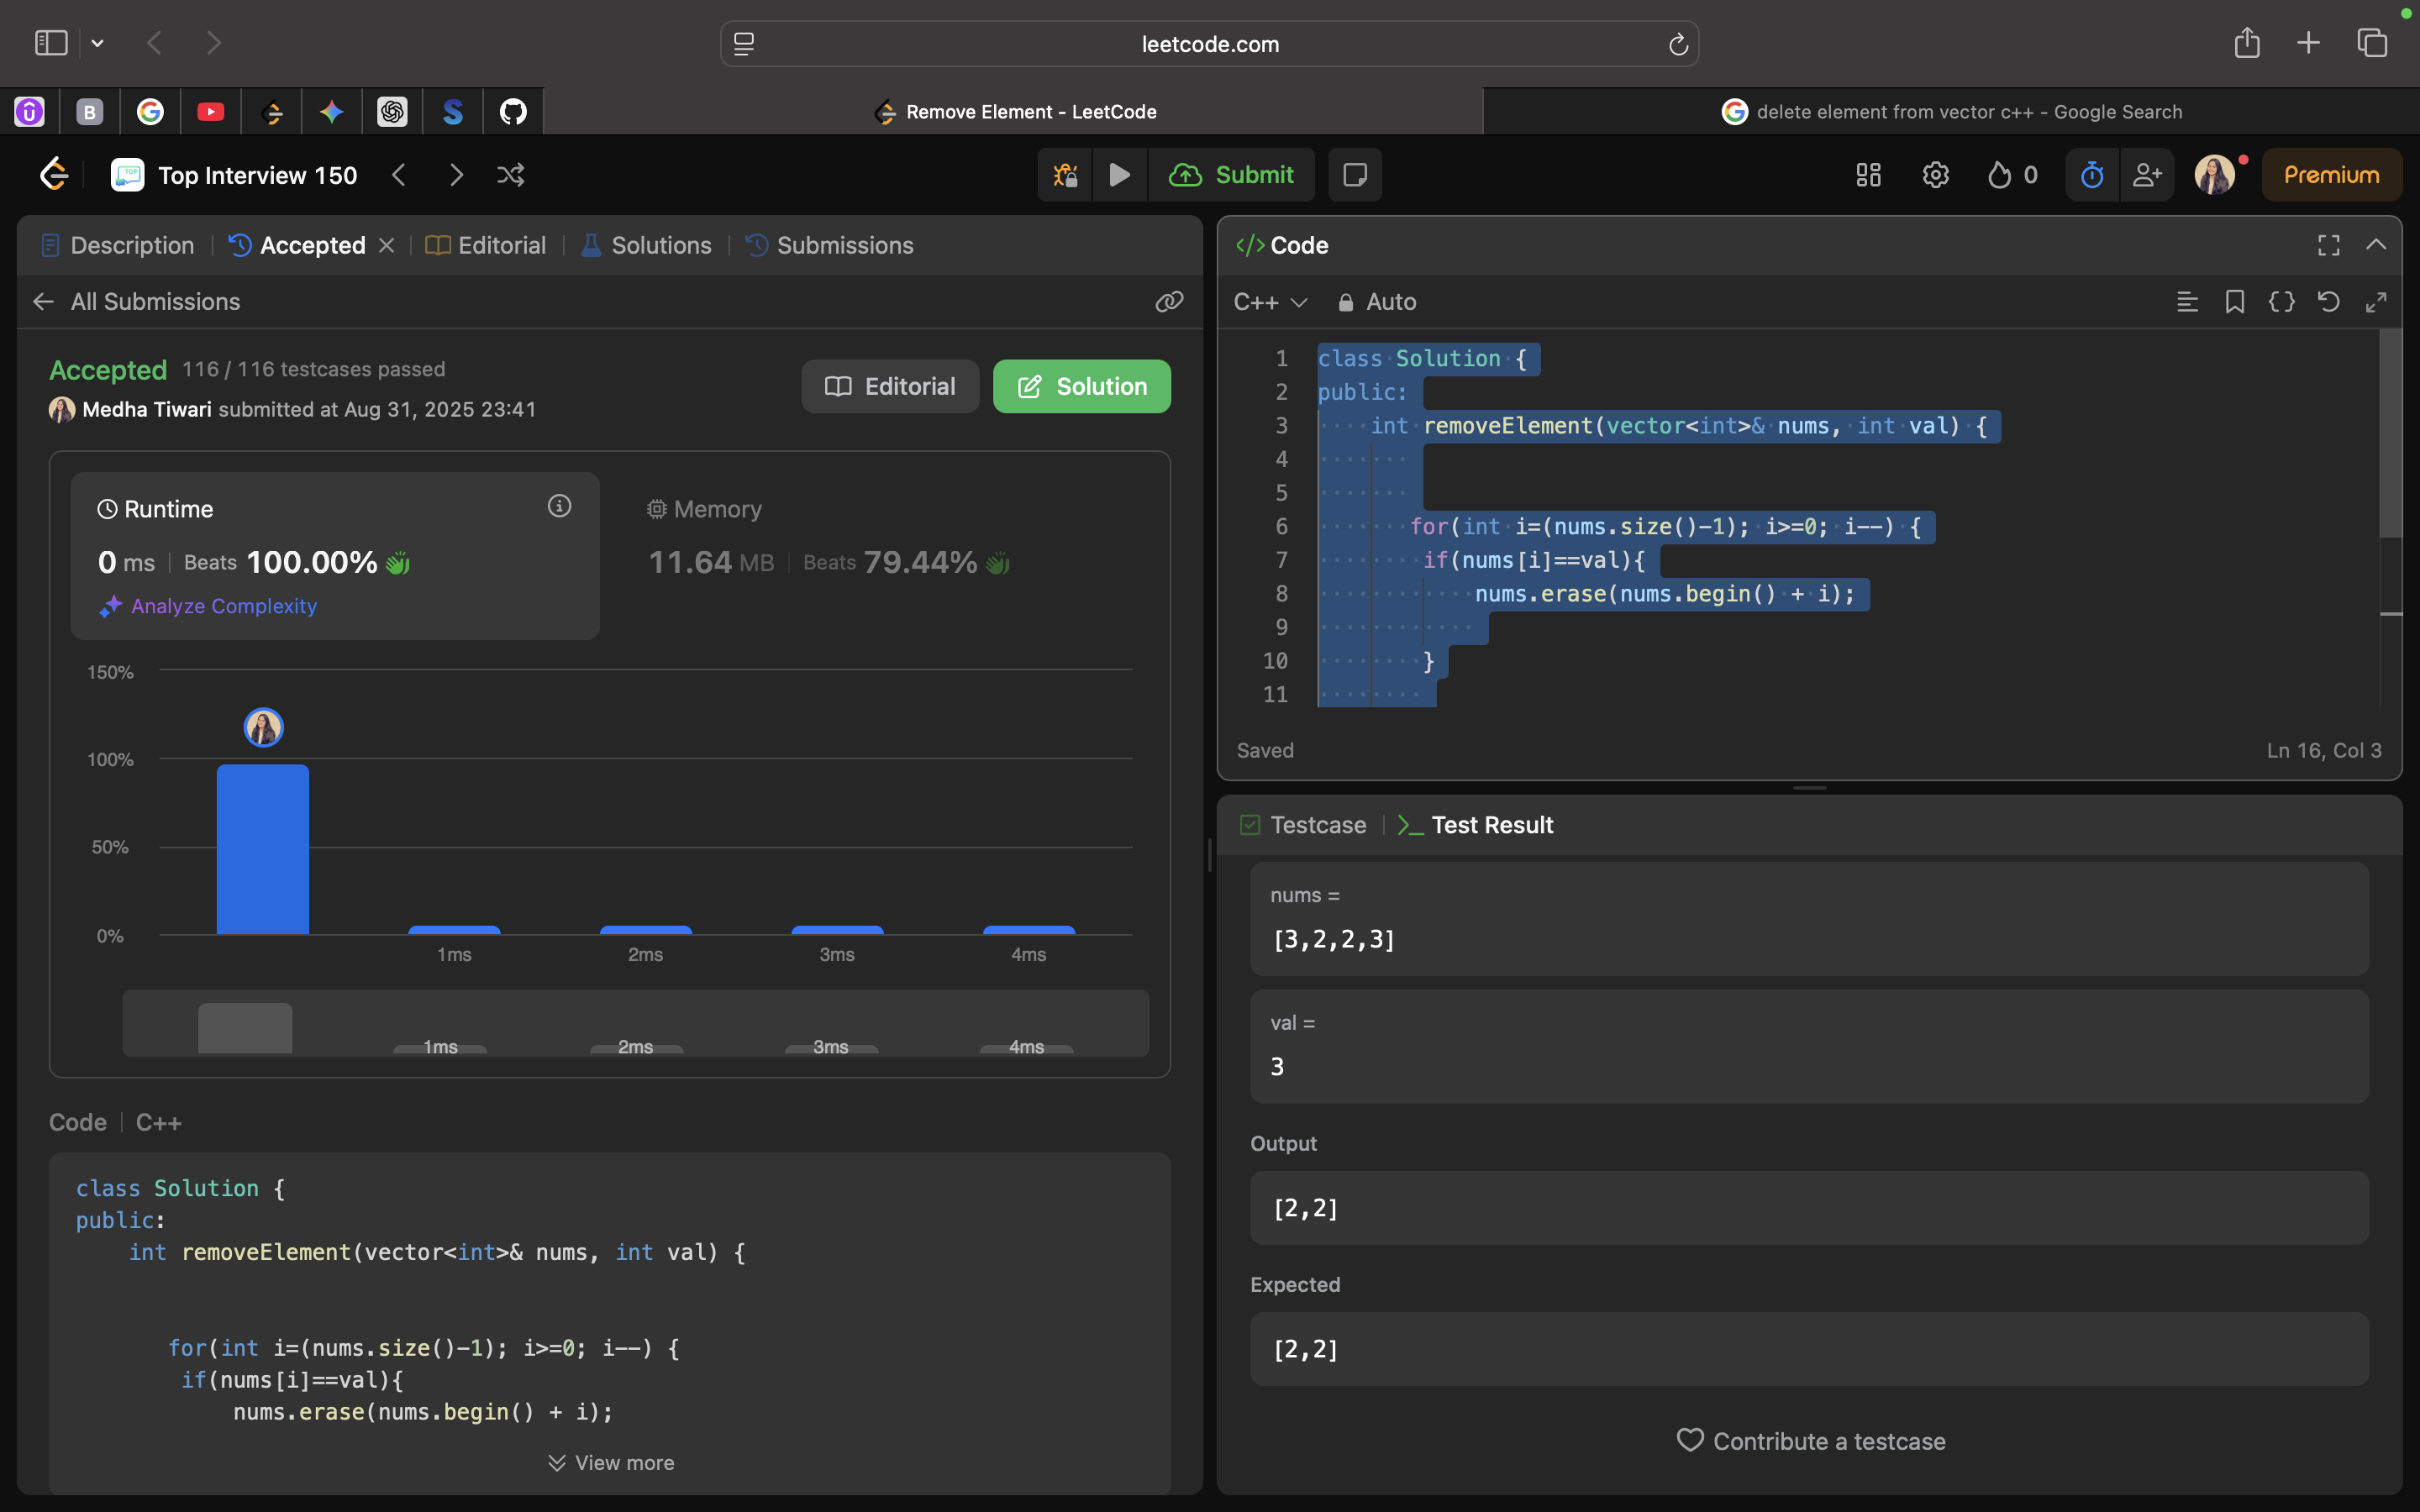 leetcode.com
Remove Element - LeetCode
delete element from vector c++ - Google Search
Top Interview 150
Submit
0
Premium
Description
Accepted
Editorial
Solutions
Submissions
All Submissions
Accepted 116 / 116 testcases passed
Medha Tiwari submitted at Aug 31, 2025 23:41
Editorial
Solution
Runtime
0 ms Beats 100.00%
Analyze Complexity
Memory
11.64 MB Beats 79.44%
150%
100%
50%
0%
1ms 2ms 3ms 4ms
1ms 2ms 3ms 4ms
Code C++
class Solution {
public:
    int removeElement(vector<int>& nums, int val) {
       for(int i=(nums.size()-1); i>=0; i--) {
        if(nums[i]==val){
            nums.erase(nums.begin() + i);
View more
</> Code
C++ Auto
1 class Solution {
2 public:
3     int removeElement(vector<int>& nums, int val) {
4
5
6        for(int i=(nums.size()-1); i>=0; i--) {
7         if(nums[i]==val){
8             nums.erase(nums.begin() + i);
9
10         }
11
Saved
Ln 16, Col 3
Testcase
Test Result
nums =
[3,2,2,3]
val =
3
Output
[2,2]
Expected
[2,2]
Contribute a testcase